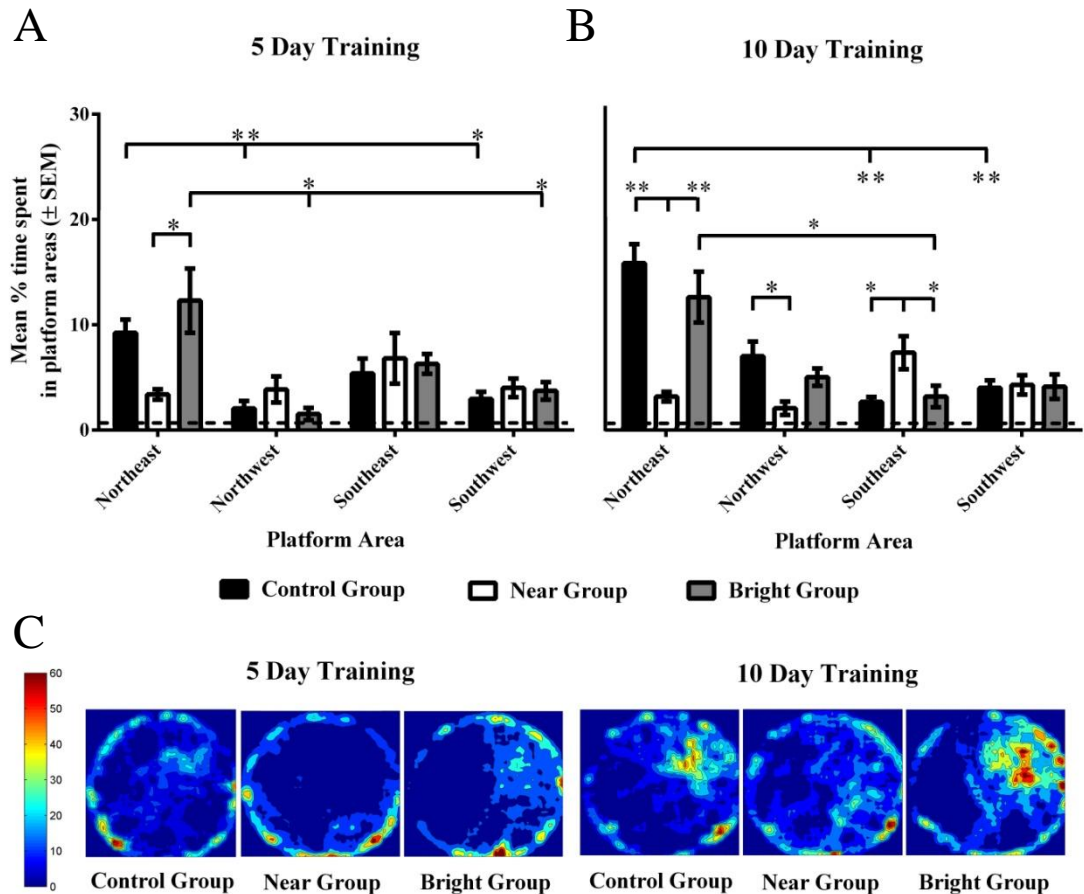 A
B
5 Day Training
10 Day Training
Mean % time spent
in platform areas (± SEM)
30
20
10
0
** *
* *
*
** **
** **
*
*
* *
Northeast
Northwest
Southeast
Southwest
Northeast
Northwest
Southeast
Southwest
Platform Area
Platform Area
Control Group
Near Group
Bright Group
C
5 Day Training
10 Day Training
60
50
40
30
20
10
0
Control Group
Near Group
Bright Group
Control Group
Near Group
Bright Group